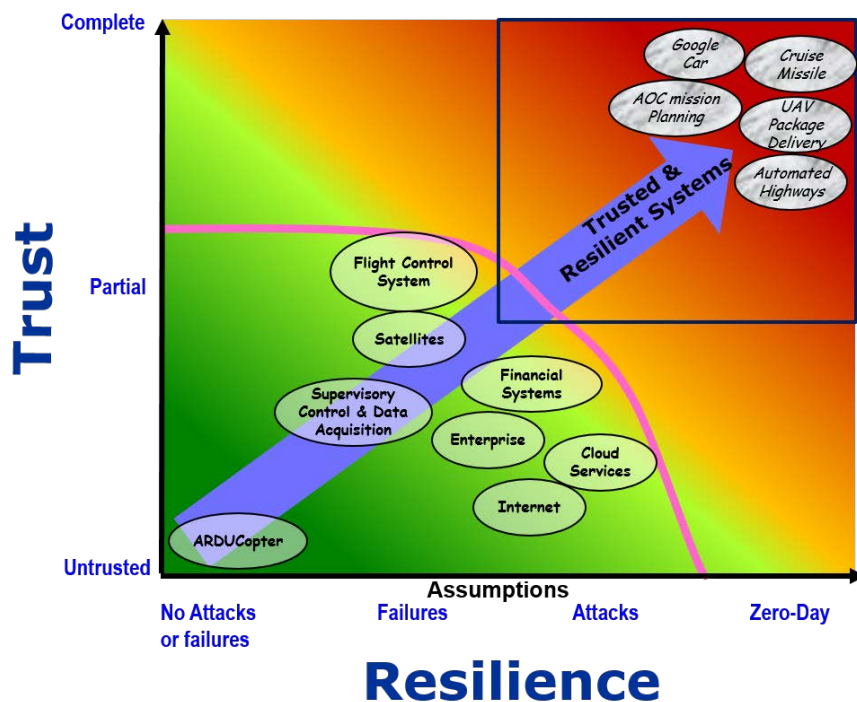 Complete
Google
Car
Cruise
Missile
AOC mission
Planning
UAV
Package
Delivery
Automated
Highways
Trusted &
Resilient Systems
Trust
Partial
Flight Control
System
Satellites
Financial
Systems
Supervisory
Control & Data
Acquisition
Enterprise
Cloud
Services
Internet
ARDUCopter
Untrusted
Assumptions
No Attacks
or failures
Failures
Attacks
Zero-Day
Resilience